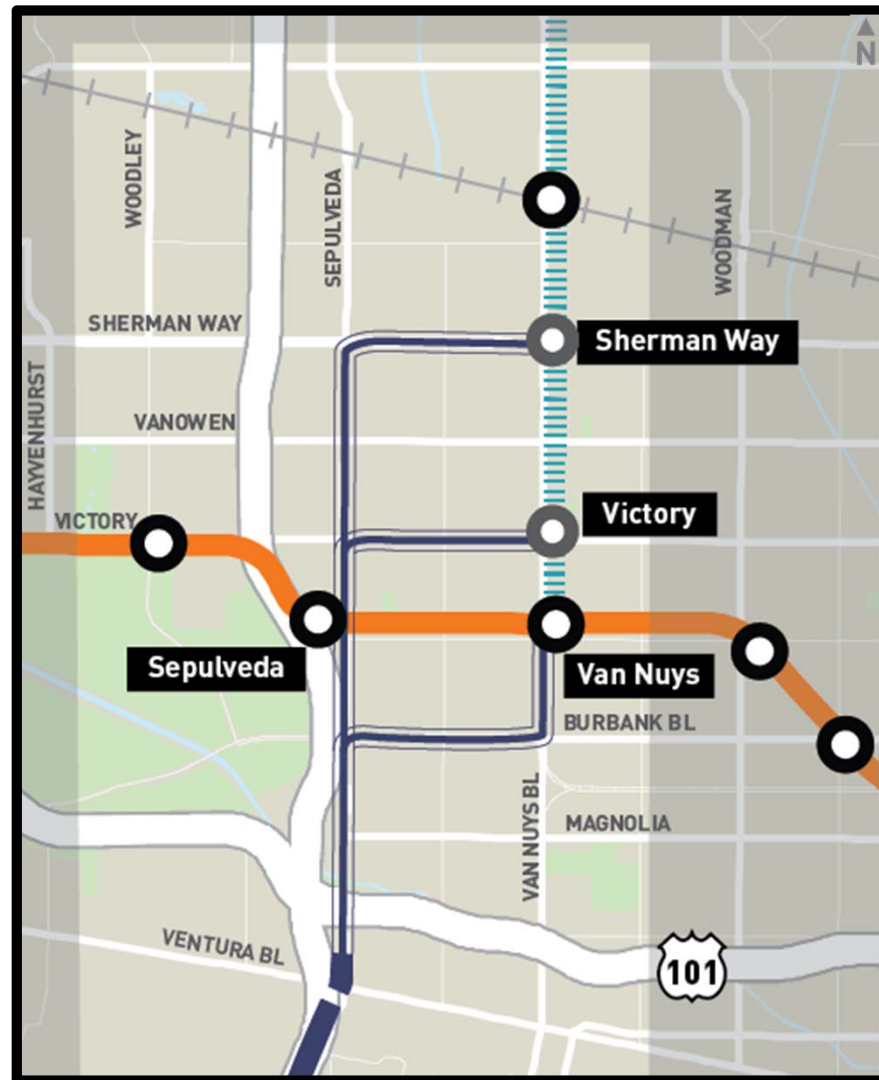 N
WOODLEY
SEPULVEDA
WOODMAN
SHERMAN WAY
Sherman Way
HAYVENHURST
VANOWEN
VICTORY
Victory
Sepulveda
Van Nuys
BURBANK BL
VAN NUYS BL
MAGNOLIA
VENTURA BL
101